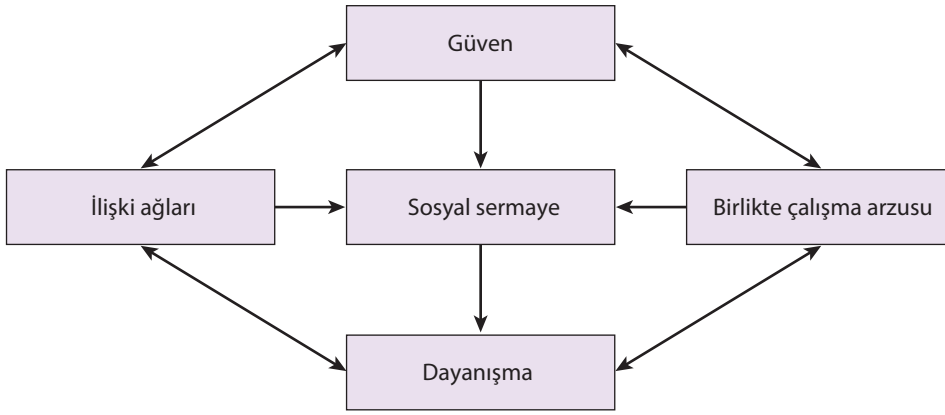 Güven
İlişki ağları
Sosyal sermaye
Birlikte çalışma arzusu
Dayanışma